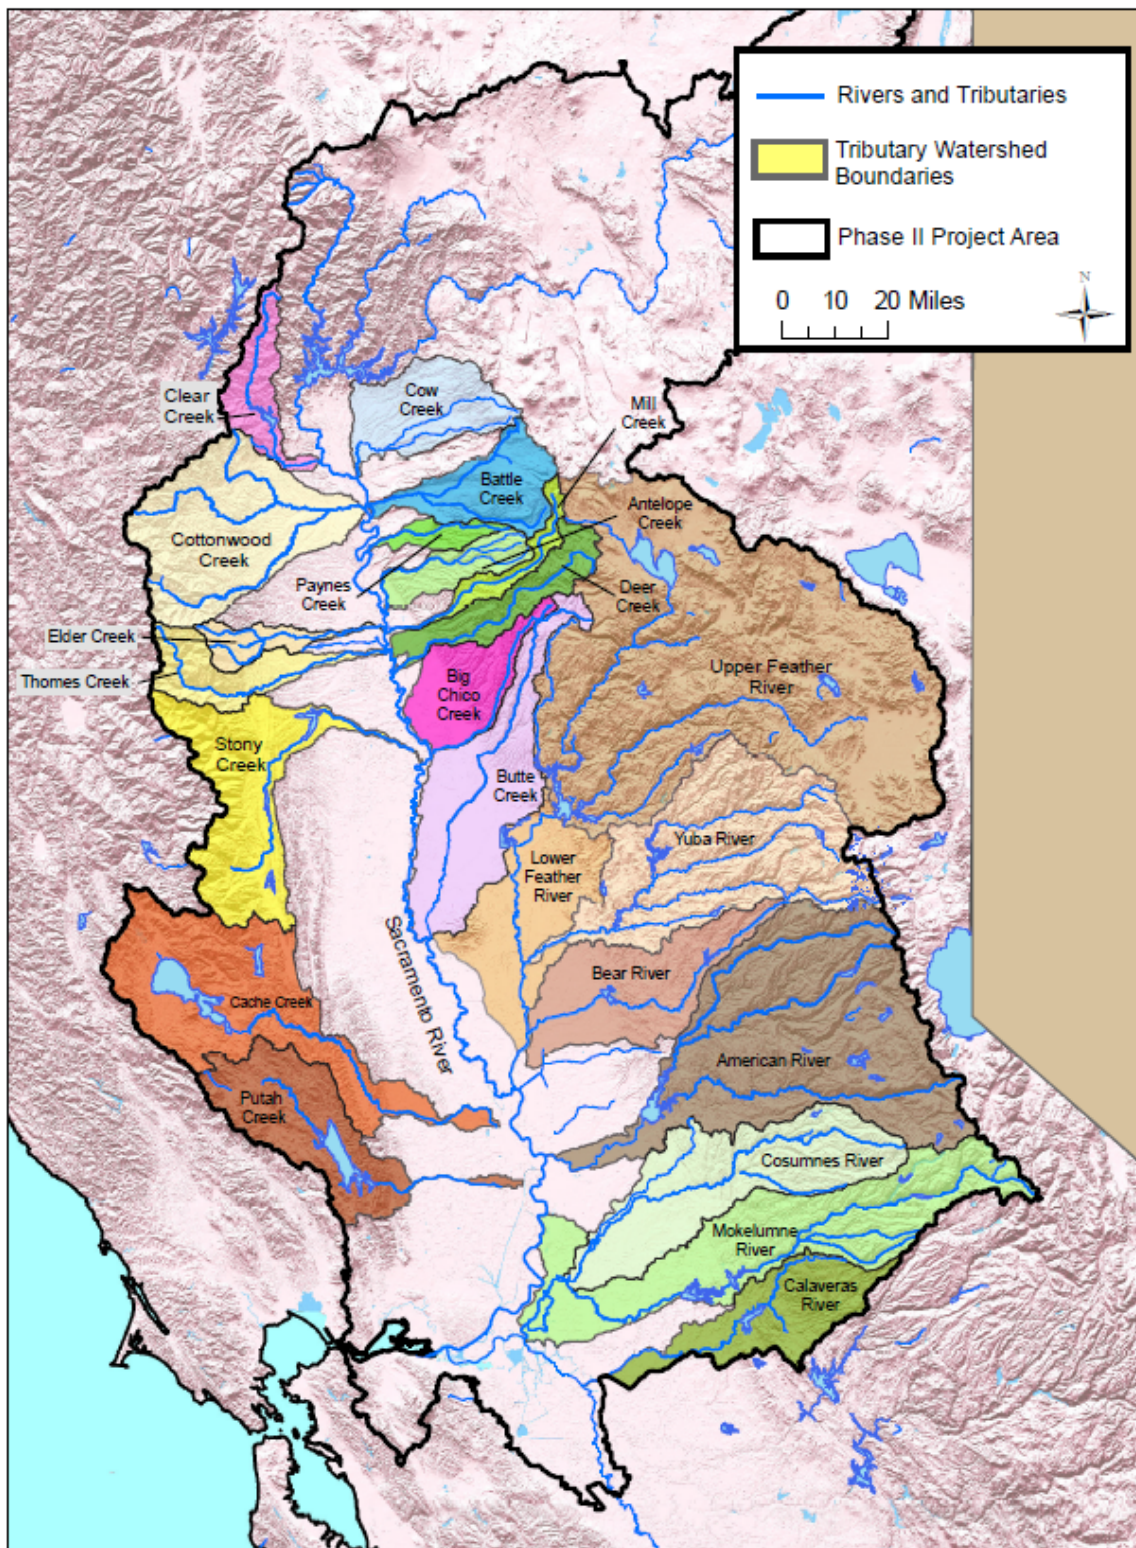 Rivers and Tributaries
Tributary Watershed
Boundaries
Phase II Project Area
0 10 20 Miles
N
Clear
Creek
Cow
Creek
Mill
Creek
Battle
Creek
Antelope
Creek
Cottonwood
Creek
Paynes
Creek
Deer
Creek
Elder Creek
Thomes Creek
Big
Chico
Creek
Upper Feather
River
Stony
Creek
Butte
Creek
Yuba River
Lower
Feather
River
Sacramento River
Bear River
Cache Creek
American River
Putah
Creek
Cosumnes River
Mokelumne
River
Calaveras
River